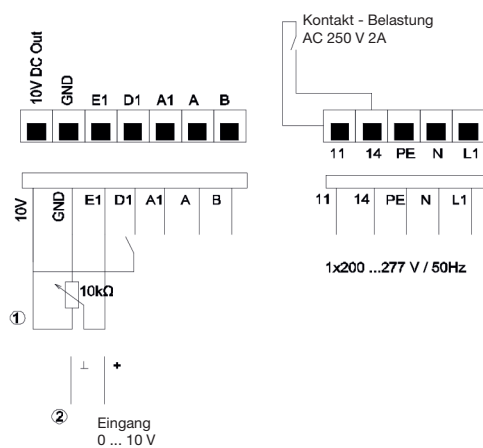 Kontakt - Belastung
AC 250 V 2A
10V DC Out GND E1 D1 A1 A B
11 14 PE N L1
10V GND E1 D1 A1 A B
11 14 PE N L1
1x200 ...277 V / 50Hz
10kΩ
①
⊥ +
②
Eingang
0 ... 10 V